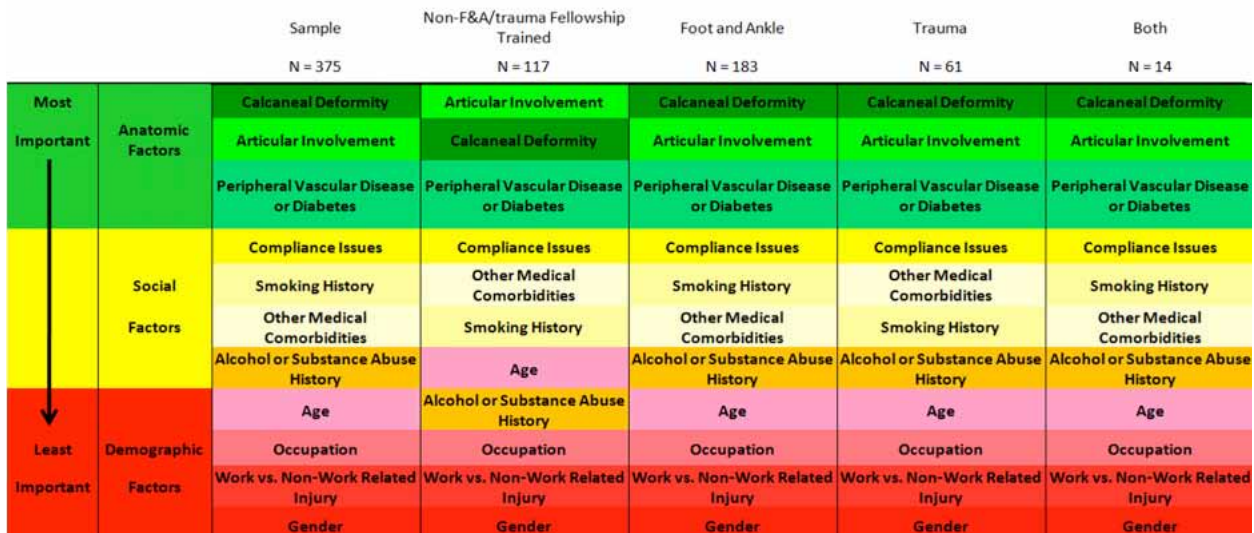 Sample
Non-F&A/trauma Fellowship
Trained
Foot and Ankle
Trauma
Both
N = 375
N = 117
N = 183
N = 61
N = 14
Most
Important
Anatomic
Factors
Calcaneal Deformity
Articular Involvement
Calcaneal Deformity
Calcaneal Deformity
Calcaneal Deformity
Articular Involvement
Calcaneal Deformity
Articular Involvement
Articular Involvement
Articular Involvement
Peripheral Vascular Disease
or Diabetes
Peripheral Vascular Disease
or Diabetes
Peripheral Vascular Disease
or Diabetes
Peripheral Vascular Disease
or Diabetes
Peripheral Vascular Disease
or Diabetes
Social
Factors
Compliance Issues
Compliance Issues
Compliance Issues
Compliance Issues
Compliance Issues
Smoking History
Other Medical
Comorbidities
Smoking History
Other Medical
Comorbidities
Smoking History
Other Medical
Comorbidities
Smoking History
Other Medical
Comorbidities
Smoking History
Other Medical
Comorbidities
Alcohol or Substance Abuse
History
Age
Alcohol or Substance Abuse
History
Alcohol or Substance Abuse
History
Alcohol or Substance Abuse
History
Least
Important
Demographic
Factors
Age
Alcohol or Substance Abuse
History
Age
Age
Age
Occupation
Occupation
Occupation
Occupation
Occupation
Work vs. Non-Work Related
Injury
Work vs. Non-Work Related
Injury
Work vs. Non-Work Related
Injury
Work vs. Non-Work Related
Injury
Work vs. Non-Work Related
Injury
Gender
Gender
Gender
Gender
Gender